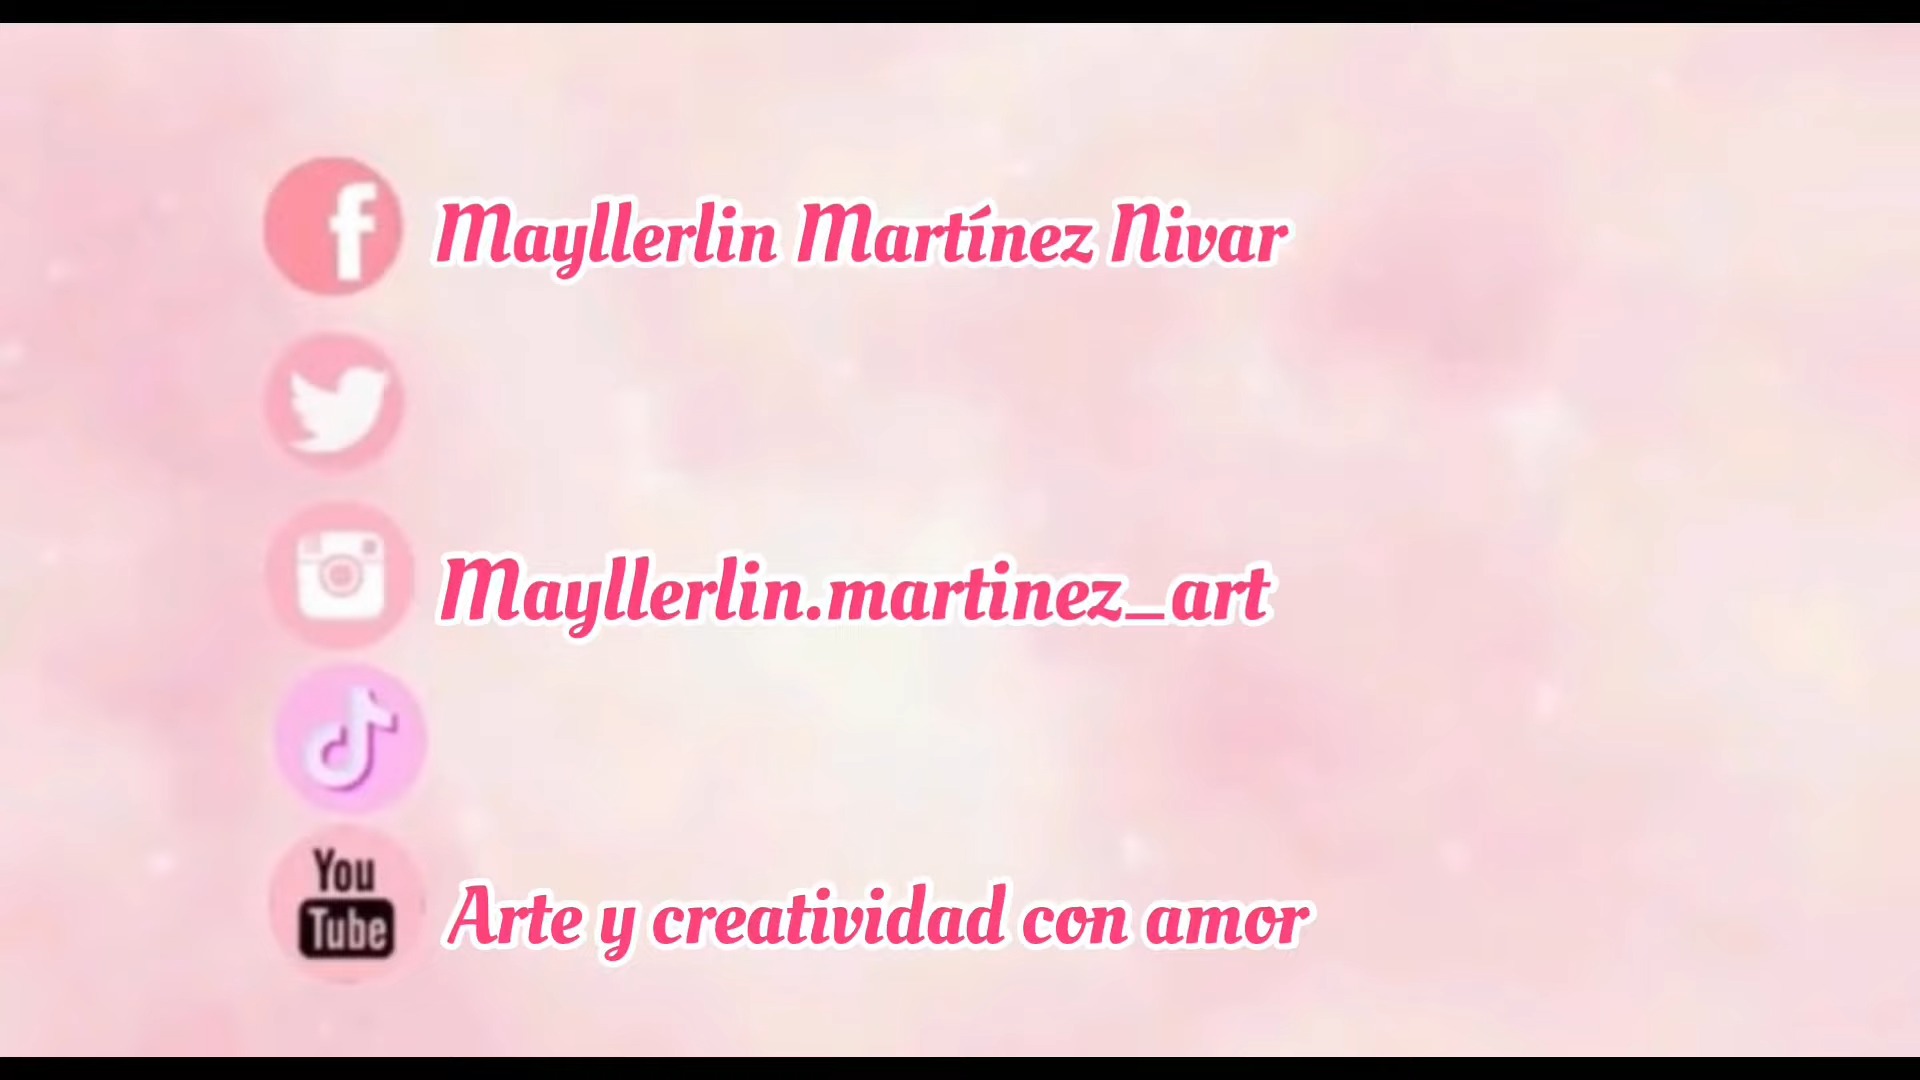 f Mayllerlin Martínez Nivar
Mayllerlin.martinez_art
You
Tube
Arte y creatividad con amor